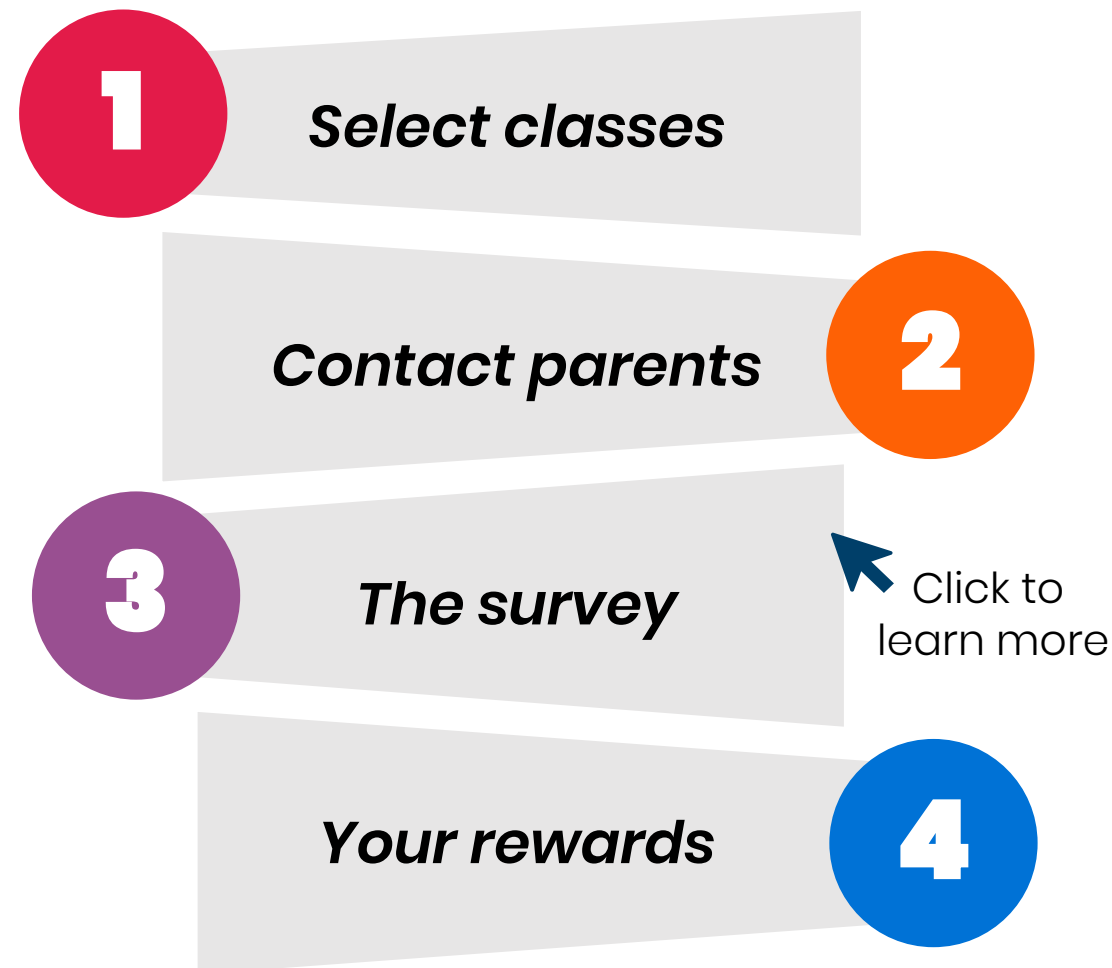 1
Select classes
Contact parents
2
3
The survey
Click to
learn more
Your rewards
4